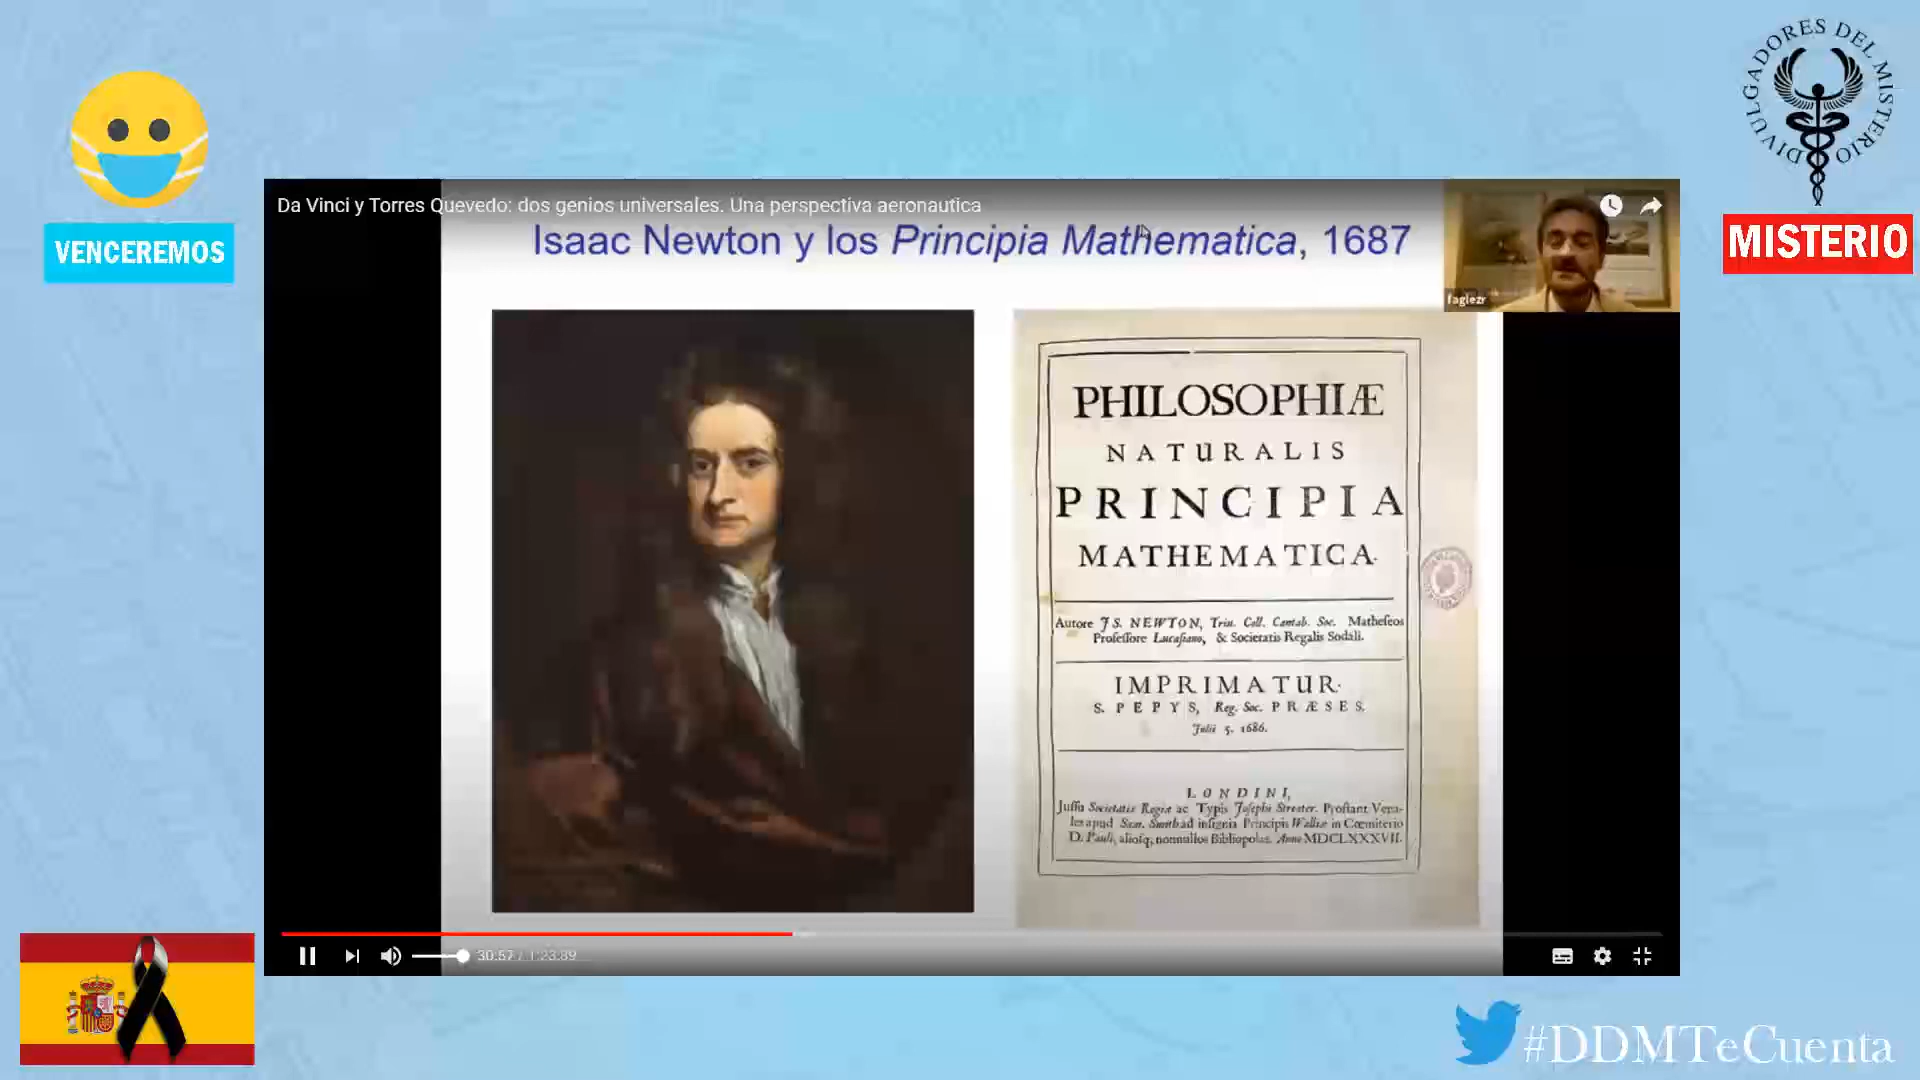 DIVULGADORES DEL MISTERIO
VENCEREMOS
MISTERIO
Da Vinci y Torres Quevedo: dos genios universales. Una perspectiva aeronautica
Isaac Newton y los Principia Mathematica, 1687
faglezr
PHILOSOPHIÆ
NATURALIS
PRINCIPIA
MATHEMATICA.
Autore JS. NEWTON, Trin. Coll. Cantab. Soc. Matheseos
Professore Lucasiano, & Societatis Regalis Sodali.
IMPRIMATUR.
S. PEPYS, Reg. Soc. PRÆSES.
Julii 5. 1686.
LONDINI,
Jussu Societatis Regiæ ac Typis Josephi Streater. Prostant Vena-
les apud Sam. Smith ad insignia Principis Walliæ in Cœmiterio
D. Pauli, aliosq; nonnullos Bibliopolas. Anno MDCLXXXVII.
30:57 / 1:23:39
#DDMTeCuenta